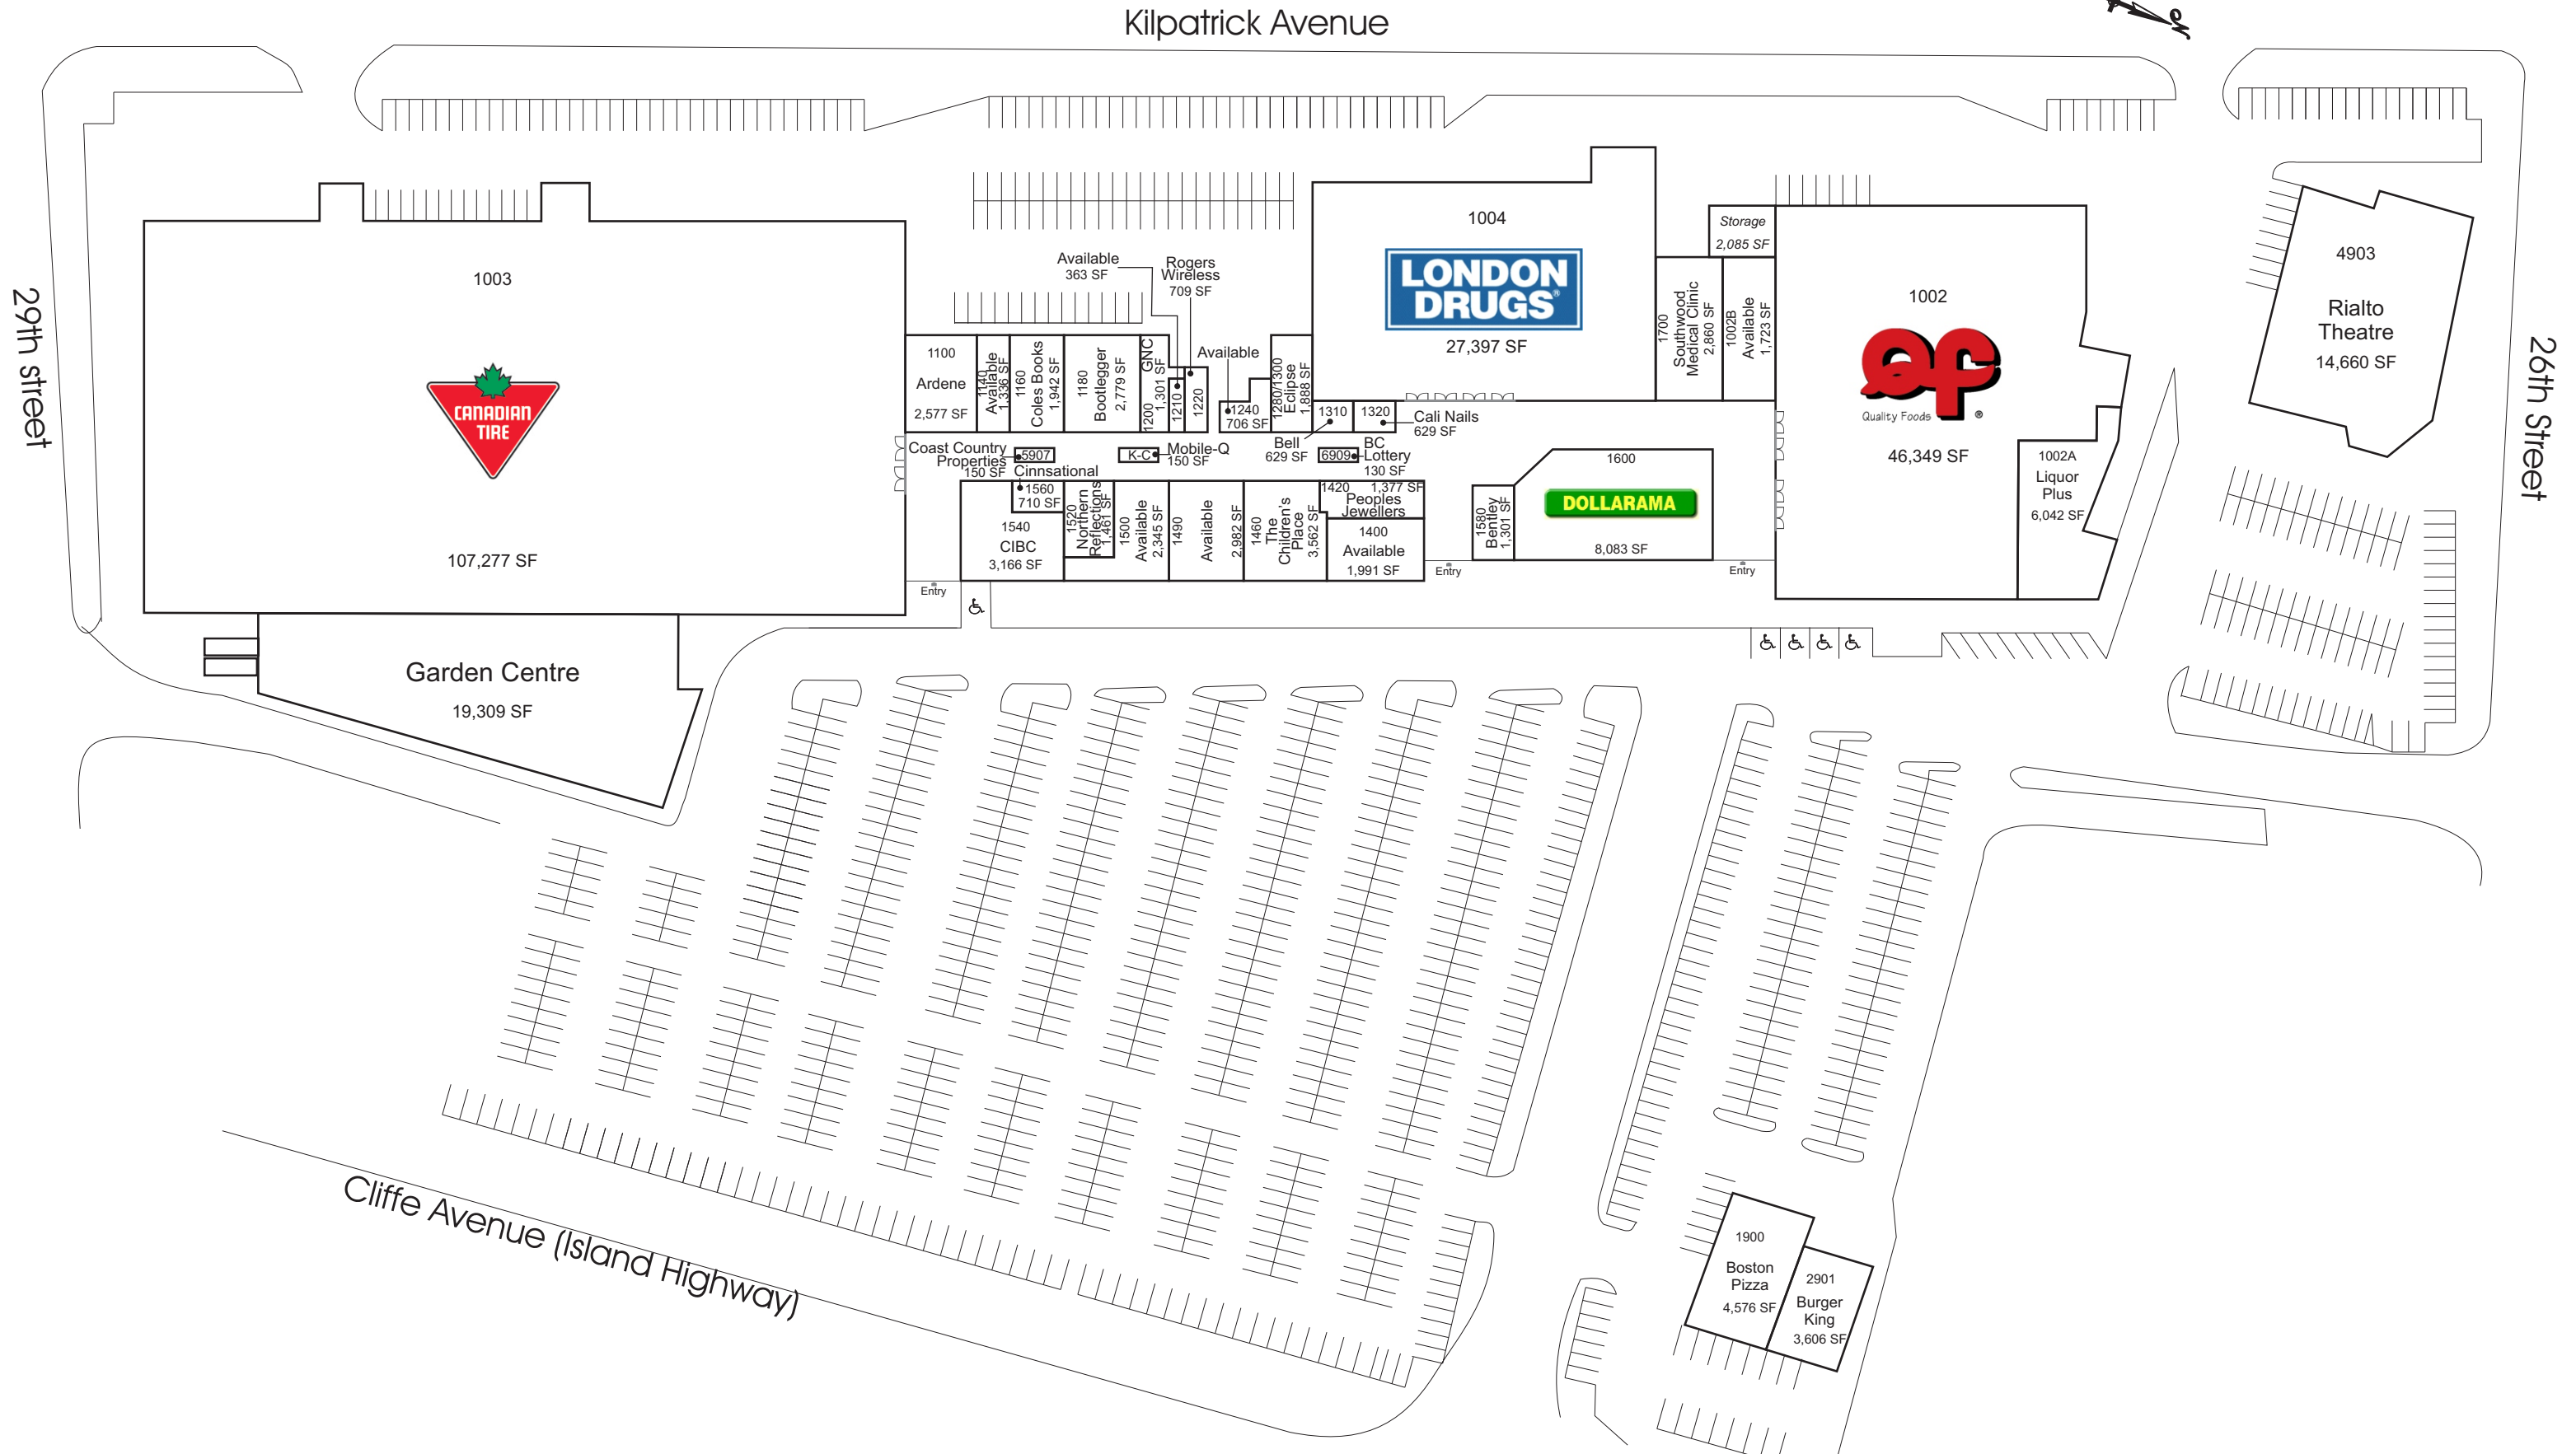 Kilpatrick Avenue
29th street
26th Street
1003
CANADIAN
TIRE
107,277 SF
Garden Centre
19,309 SF
Available
363 SF
Rogers
Wireless
709 SF
1100
Ardene
2,577 SF
1140
Available
1,336 SF
1160
Coles Books
1,942 SF
1180
Bootlegger
2,779 SF
1200
GNC
1,301 SF
1210
1220
Available
1240
706 SF
1280/1300
Eclipse
1,888 SF
1004
LONDON
DRUGS®
27,397 SF
1310
1320
Bell
629 SF
Cali Nails
629 SF
Storage
2,085 SF
1700
Southwood
Medical Clinic
2,860 SF
1002B
Available
1,723 SF
1002
QF
Quality Foods ®
46,349 SF
1002A
Liquor
Plus
6,042 SF
4903
Rialto
Theatre
14,660 SF
Coast Country
Properties
150 SF
5907
K-C
Mobile-Q
150 SF
6909
BC
Lottery
130 SF
Cinnsational
1560
710 SF
1540
CIBC
3,166 SF
1520
Northern
Reflections
1,461 SF
1500
Available
2,345 SF
1490
Available
2,982 SF
1460
The
Children's
Place
3,562 SF
1420 1,377 SF
Peoples
Jewellers
1400
Available
1,991 SF
1580
Bentley
1,301 SF
1600
DOLLARAMA
8,083 SF
Entry
Entry
Entry
1900
Boston
Pizza
4,576 SF
2901
Burger
King
3,606 SF
Cliffe Avenue (Island Highway)